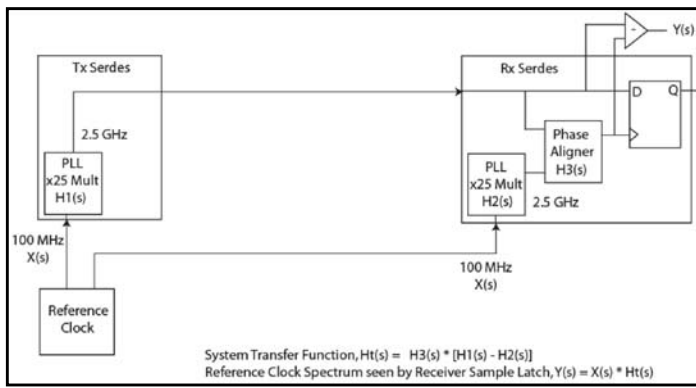 Y(s)
Tx Serdes
Rx Serdes
D
Q
2.5 GHz
PLL
x25 Mult
H1(s)
Phase
Aligner
H3(s)
PLL
x25 Mult
H2(s)
2.5 GHz
100 MHz
X(s)
100 MHz
X(s)
Reference
Clock
System Transfer Function, Ht(s) = H3(s) * [H1(s) - H2(s)]
Reference Clock Spectrum seen by Receiver Sample Latch, Y(s) = X(s) * Ht(s)